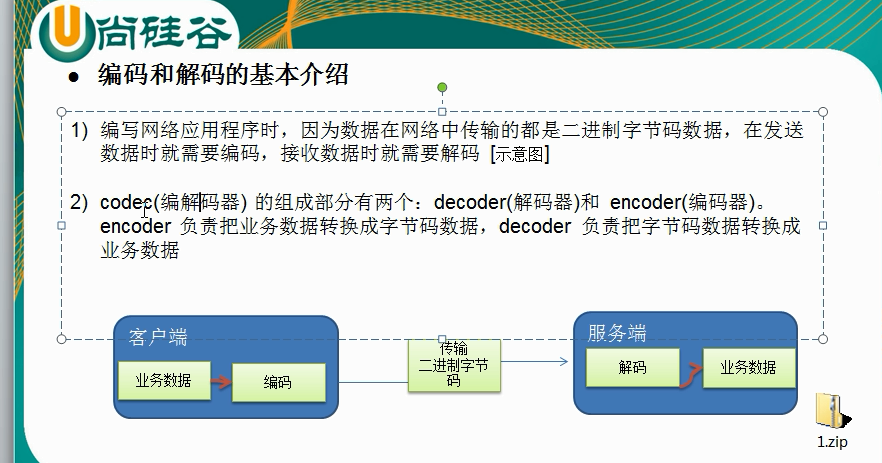 尚硅谷
编码和解码的基本介绍
1) 编写网络应用程序时，因为数据在网络中传输的都是二进制字节码数据，在发送
数据时就需要编码，接收数据时就需要解码 [示意图]
2) codec(编解码器) 的组成部分有两个：decoder(解码器)和 encoder(编码器)。
encoder 负责把业务数据转换成字节码数据，decoder 负责把字节码数据转换成
业务数据
客户端
业务数据
编码
传输
二进制字节
码
服务端
解码
业务数据
1.zip